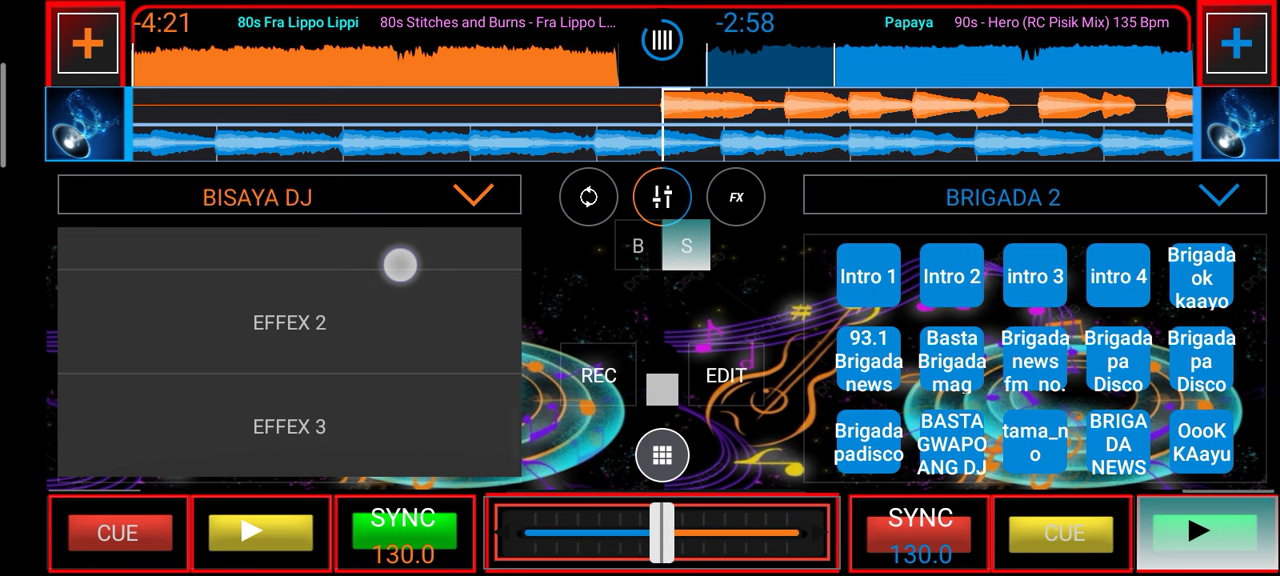 -4:21
80s Fra Lippo Lippi
80s Stitches and Burns - Fra Lippo L...
-2:58
Papaya
90s - Hero (RC Pisik Mix) 135 Bpm
BISAYA DJ
FX
BRIGADA 2
B
S
EFFEX 2
EFFEX 3
REC
EDIT
Intro 1
Intro 2
intro 3
intro 4
Brigada
ok
kaayo
93.1
Brigada
news
Basta
Brigada
mag
Brigada
news
fm no.
Brigada
pa
Disco
Brigada
pa
Disco
Brigada
padisco
BASTA
GWAPO
ANG DJ
tama_n
o
BRIGA
DA
NEWS
OooK
KAayu
CUE
SYNC
130.0
SYNC
130.0
CUE